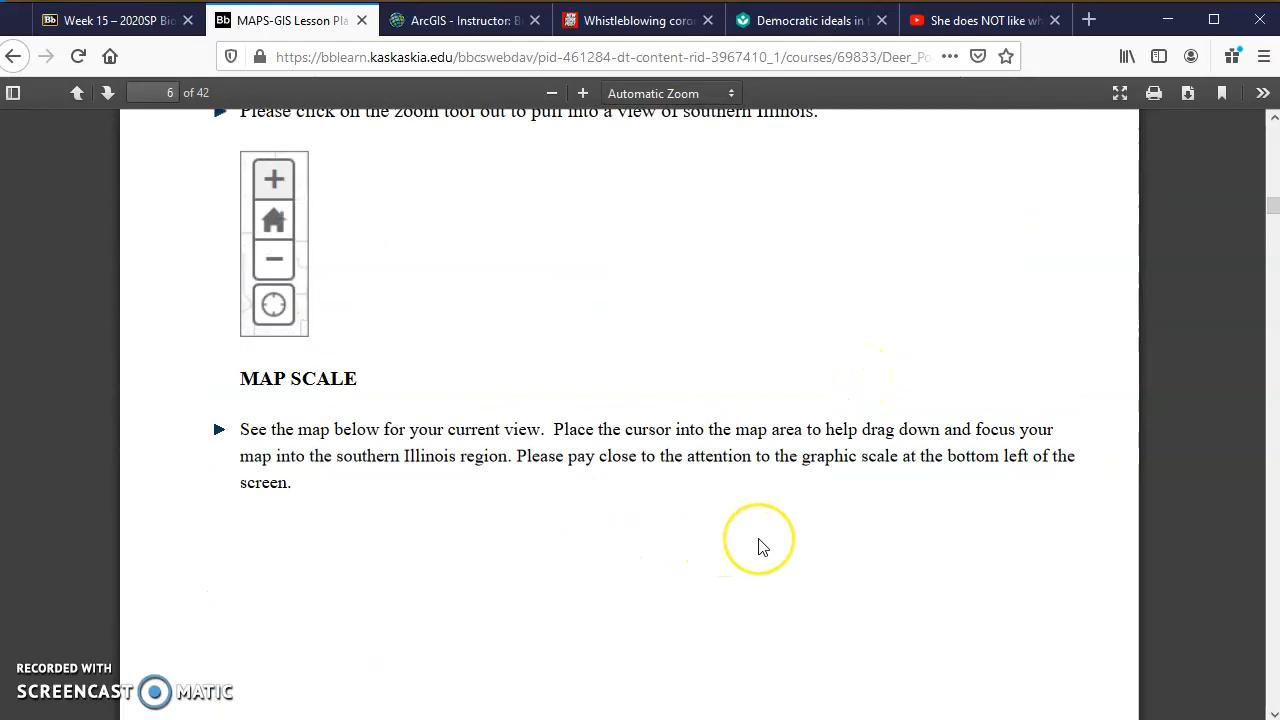 Week 15 – 2020SP Bio
MAPS-GIS Lesson Pla
ArcGIS - Instructor: B
Whistleblowing coron
Democratic ideals in
She does NOT like wh
https://bblearn.kaskaskia.edu/bbcswebdav/pid-461284-dt-content-rid-3967410_1/courses/69833/Deer_Po
6 of 42
Automatic Zoom
Please click on the zoom tool out to pull into a view of southern Illinois.
MAP SCALE
See the map below for your current view. Place the cursor into the map area to help drag down and focus your
map into the southern Illinois region. Please pay close to the attention to the graphic scale at the bottom left of the
screen.
RECORDED WITH
SCREENCAST MATIC